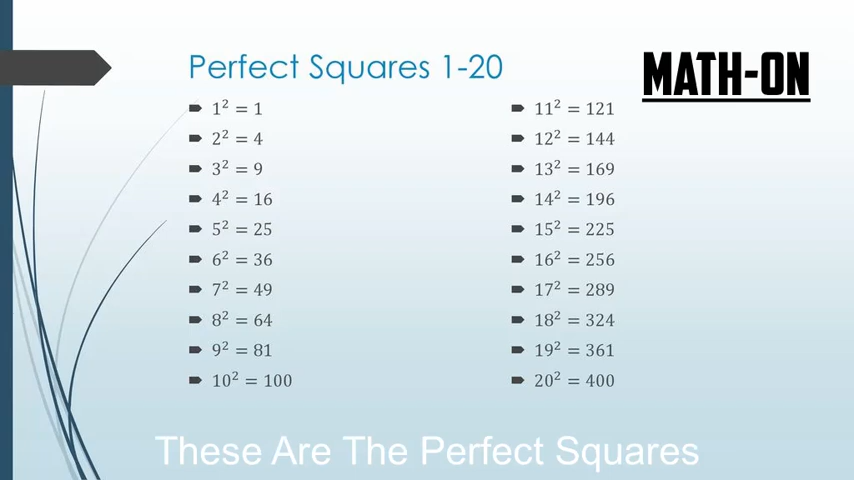 Perfect Squares 1-20
MATH-ON
1² = 1
2² = 4
3² = 9
4² = 16
5² = 25
6² = 36
7² = 49
8² = 64
9² = 81
10² = 100
11² = 121
12² = 144
13² = 169
14² = 196
15² = 225
16² = 256
17² = 289
18² = 324
19² = 361
20² = 400
These Are The Perfect Squares